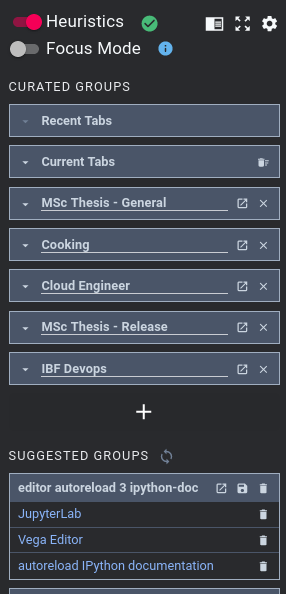 Heuristics
Focus Mode
CURATED GROUPS
Recent Tabs
Current Tabs
MSc Thesis - General
Cooking
Cloud Engineer
MSc Thesis - Release
IBF Devops
SUGGESTED GROUPS
editor autoreload 3 ipython-doc
JupyterLab
Vega Editor
autoreload IPython documentation